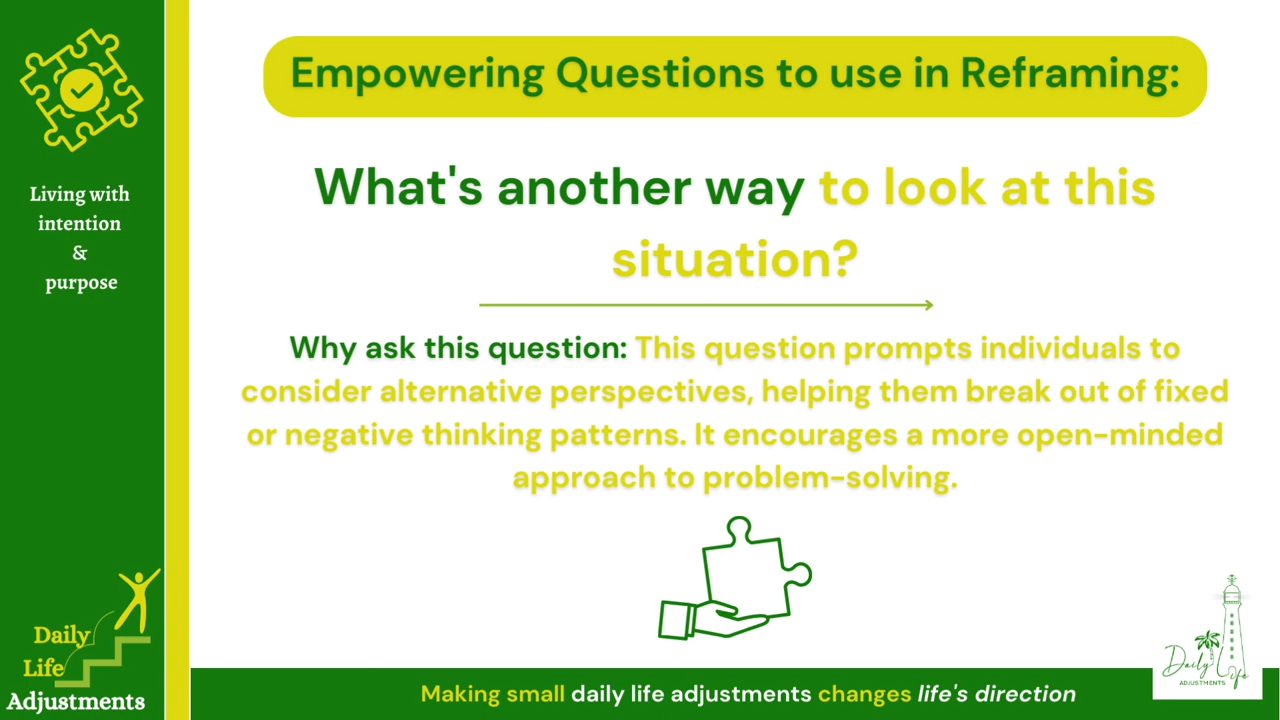 Empowering Questions to use in Reframing:
Living with
intention
&
purpose
What's another way to look at this
situation?
Why ask this question: This question prompts individuals to
consider alternative perspectives, helping them break out of fixed
or negative thinking patterns. It encourages a more open-minded
approach to problem-solving.
Daily
Life
Adjustments
Making small daily life adjustments changes life's direction
Daily Life
ADJUSTMENTS